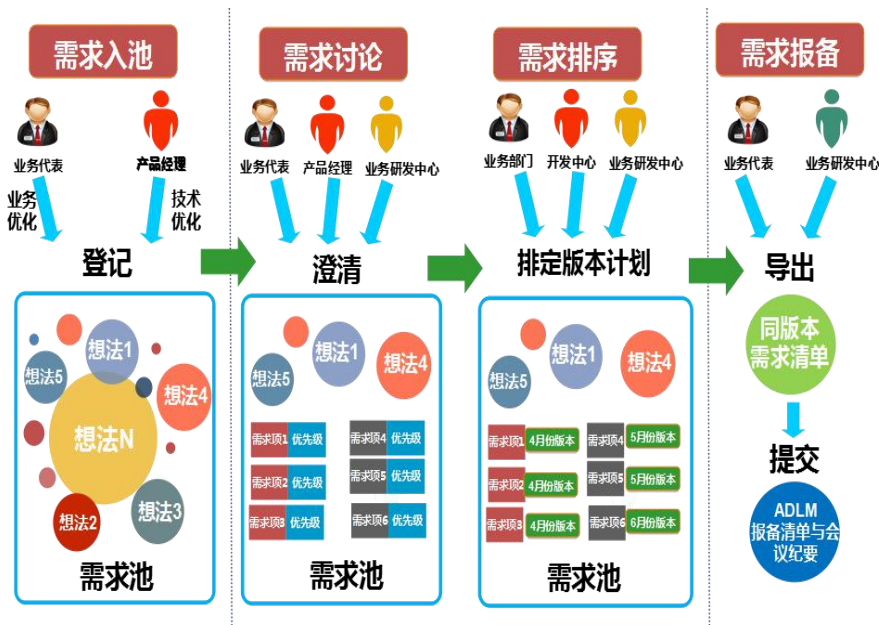 需求入池
业务代表
产品经理
业务
优化
技术
优化
登记
想法1
想法5
想法4
想法N
想法2
想法3
需求池
需求讨论
业务代表
产品经理
业务研发中心
澄清
想法1
想法4
想法5
需求项1 优先级
需求项4 优先级
需求项2 优先级
需求项5 优先级
需求项3 优先级
需求项6 优先级
需求池
需求排序
业务部门
开发中心
业务研发中心
排定版本计划
想法1
想法4
想法5
需求项1 4月份版本
需求项4 5月份版本
需求项2 4月份版本
需求项5 5月份版本
需求项3 4月份版本
需求项6 6月份版本
需求池
需求报备
业务代表
业务研发中心
导出
同版本
需求清单
提交
ADLM
报备清单与会
议纪要